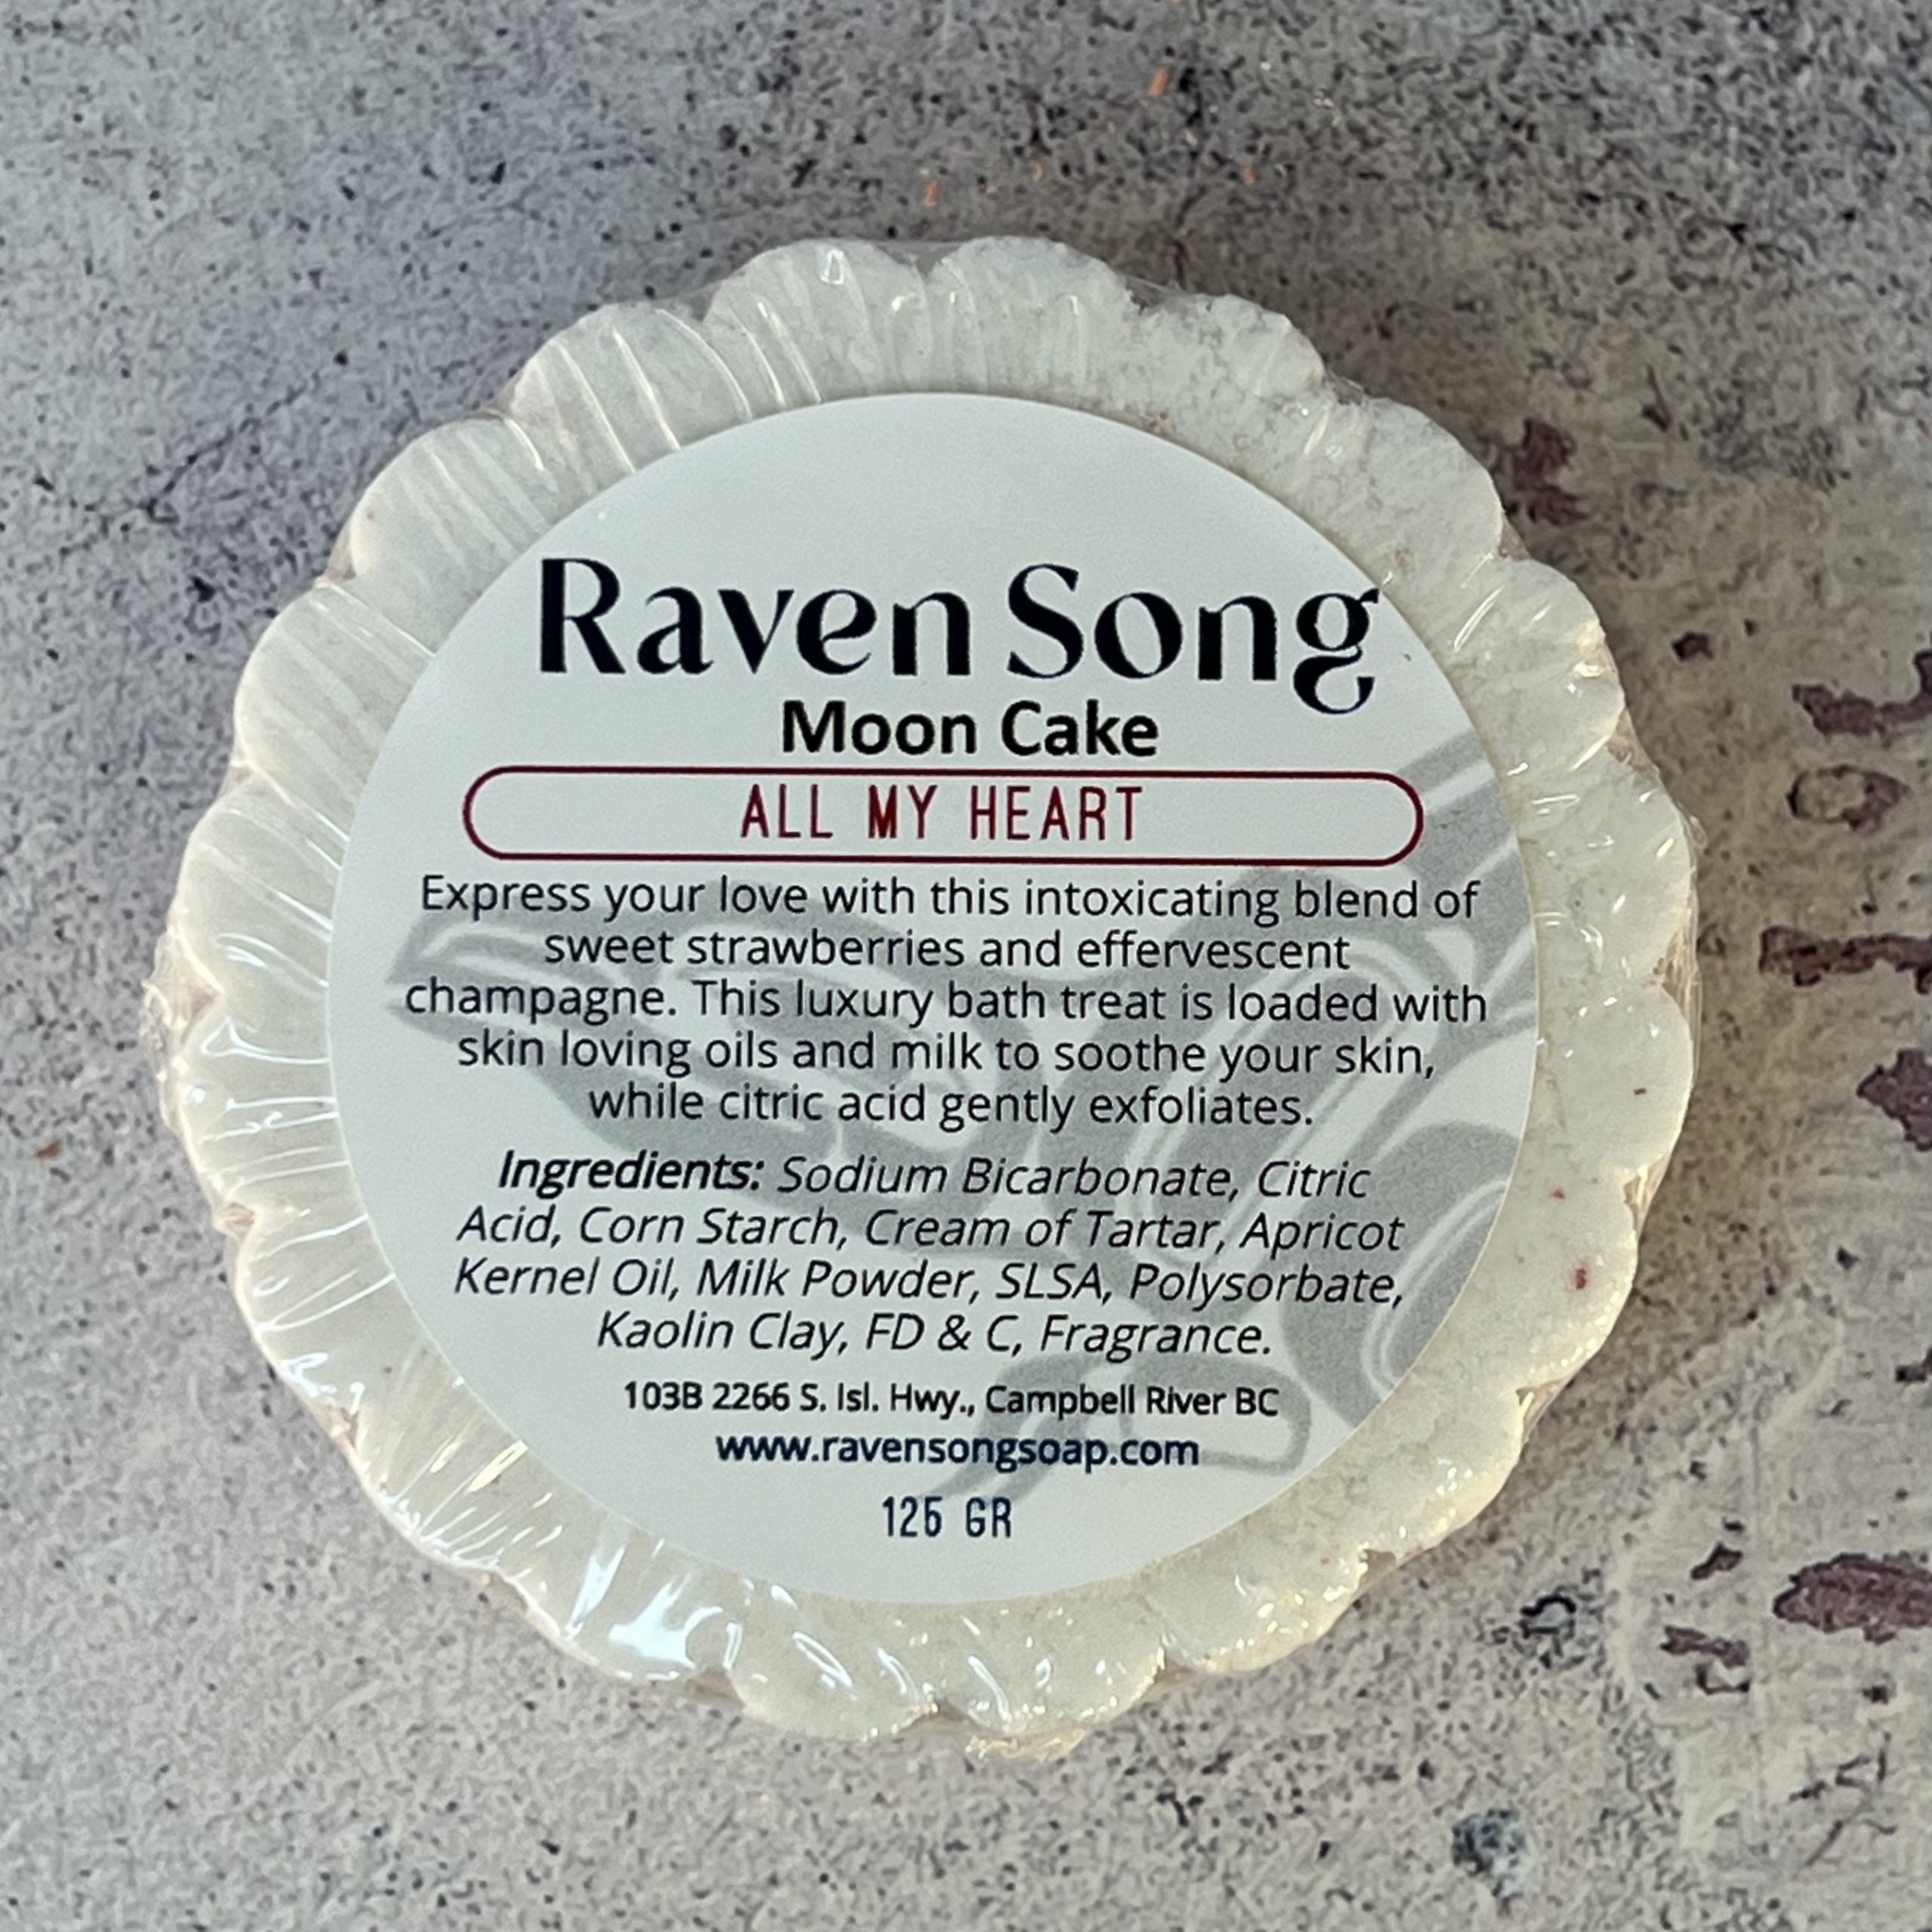 Raven Song
Moon Cake
ALL MY HEART
Express your love with this intoxicating blend of
sweet strawberries and effervescent
champagne. This luxury bath treat is loaded with
skin loving oils and milk to soothe your skin,
while citric acid gently exfoliates.
Ingredients: Sodium Bicarbonate, Citric
Acid, Corn Starch, Cream of Tartar, Apricot
Kernel Oil, Milk Powder, SLSA, Polysorbate,
Kaolin Clay, FD & C, Fragrance.
103B 2266 S. Isl. Hwy., Campbell River BC
www.ravensongsoap.com
125 GR